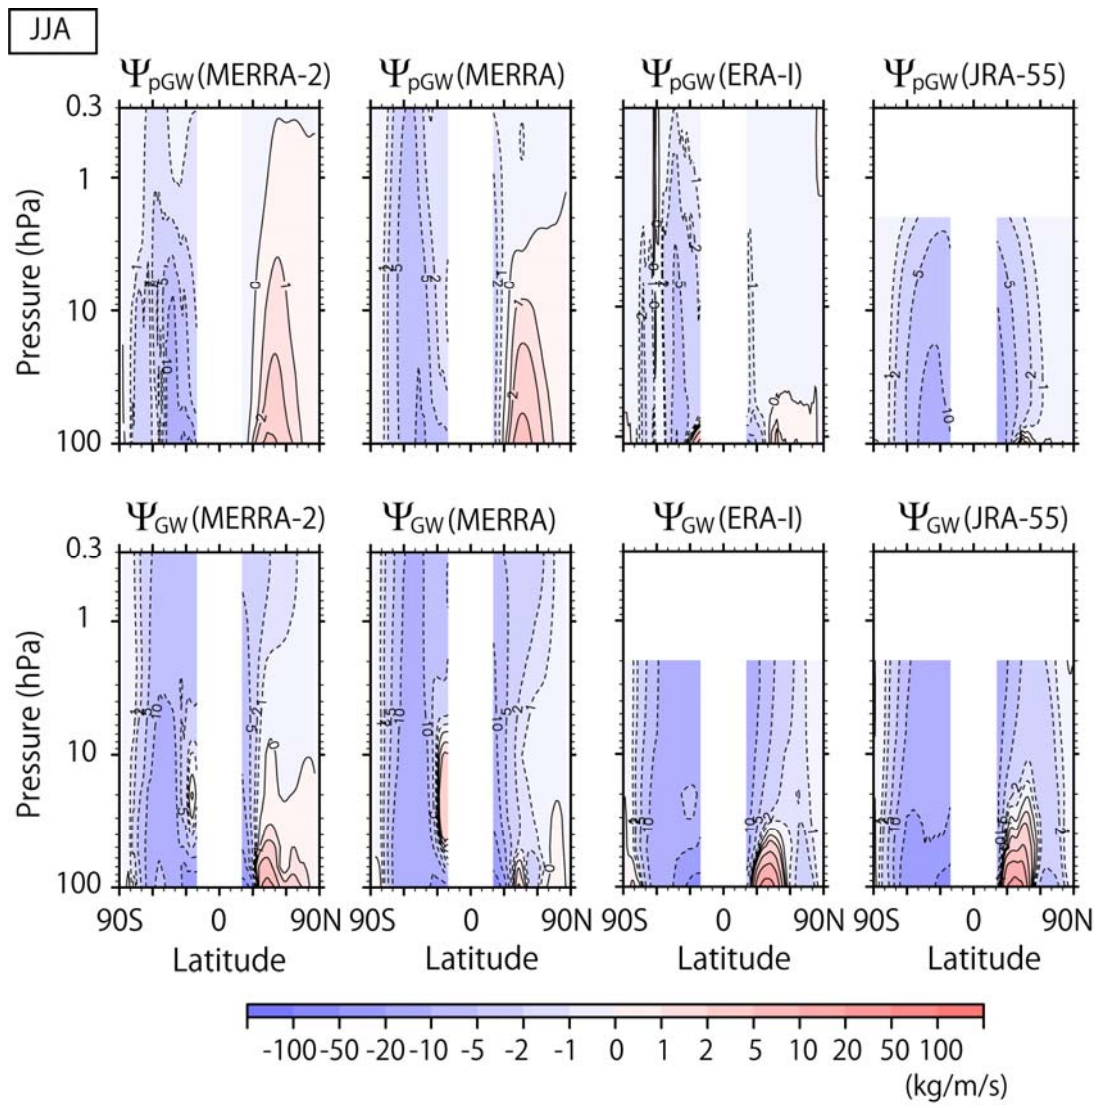 JJA
ΨpGW(MERRA-2) ΨpGW(MERRA) ΨpGW(ERA-I) ΨpGW(JRA-55)
0.3
1
10
100
Pressure (hPa)
ΨGW(MERRA-2) ΨGW(MERRA) ΨGW(ERA-I) ΨGW(JRA-55)
0.3
1
10
100
Pressure (hPa)
90S 0 90N 90S 0 90N 90S 0 90N 90S 0 90N
Latitude Latitude Latitude Latitude
-100 -50 -20 -10 -5 -2 -1 0 1 2 5 10 20 50 100
(kg/m/s)